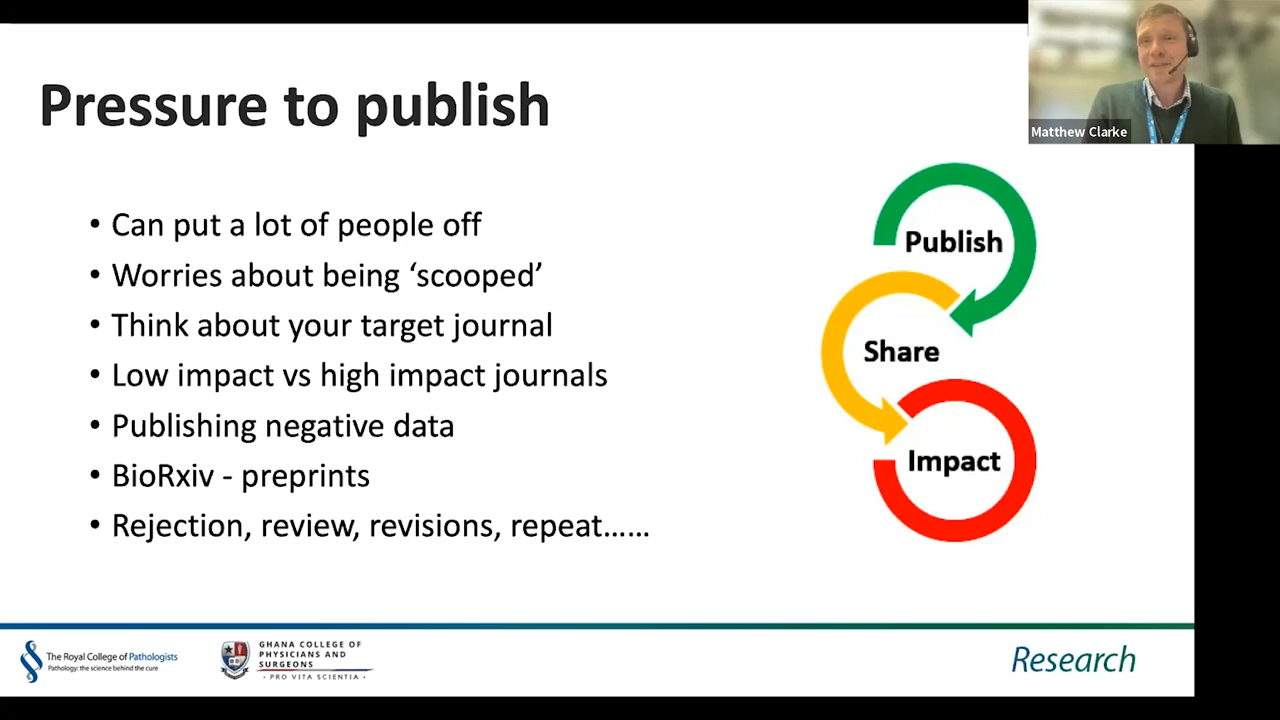 Pressure to publish
Matthew Clarke
• Can put a lot of people off
• Worries about being ‘scooped’
• Think about your target journal
• Low impact vs high impact journals
• Publishing negative data
• BioRxiv - preprints
• Rejection, review, revisions, repeat……
Publish
Share
Impact
The Royal College of Pathologists
Pathology: the science behind the cure
GHANA COLLEGE OF
PHYSICIANS AND
SURGEONS
• PRO VITA SCIENTIA •
Research